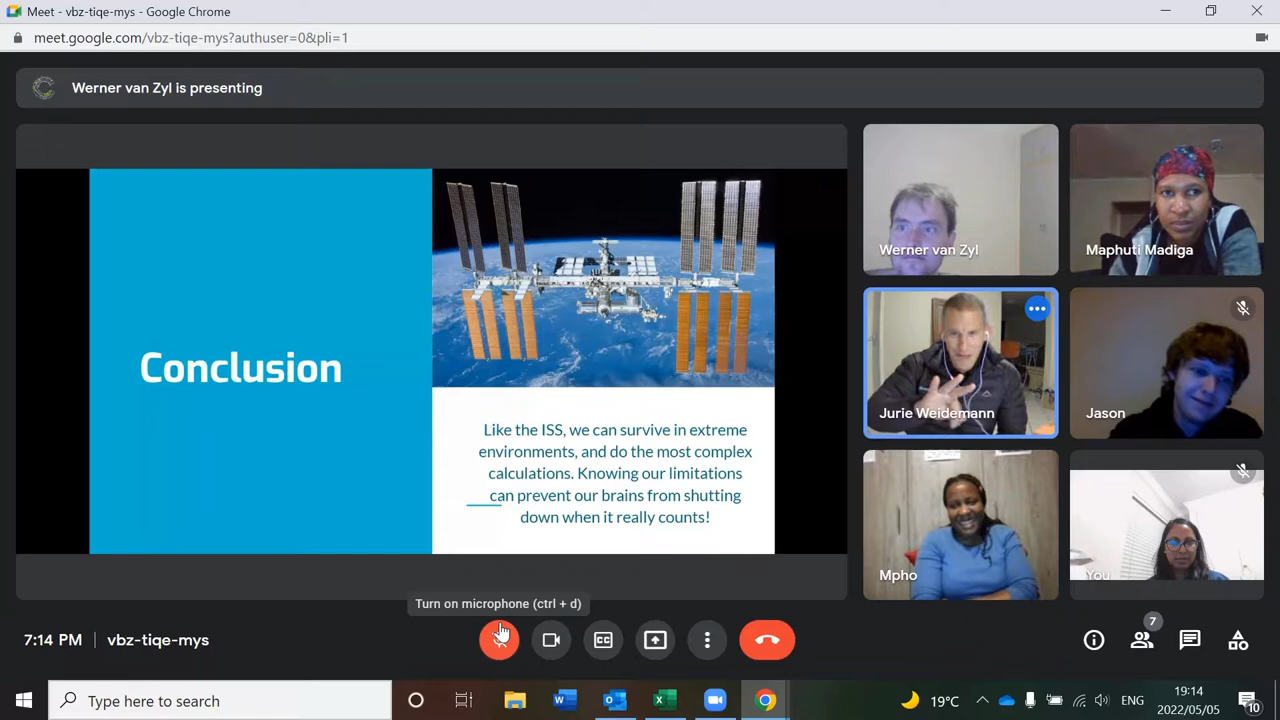 Meet - vbz-tiqe-mys - Google Chrome
meet.google.com/vbz-tiqe-mys?authuser=0&pli=1
Werner van Zyl is presenting
Conclusion
Like the ISS, we can survive in extreme
environments, and do the most complex
calculations. Knowing our limitations
can prevent our brains from shutting
down when it really counts!
Werner van Zyl
Maphuti Madiga
Jurie Weidemann
Jason
Mpho
You
Turn on microphone (ctrl + d)
7:14 PM
vbz-tiqe-mys
CC
7
Type here to search
19°C
ENG
19:14
2022/05/05
10